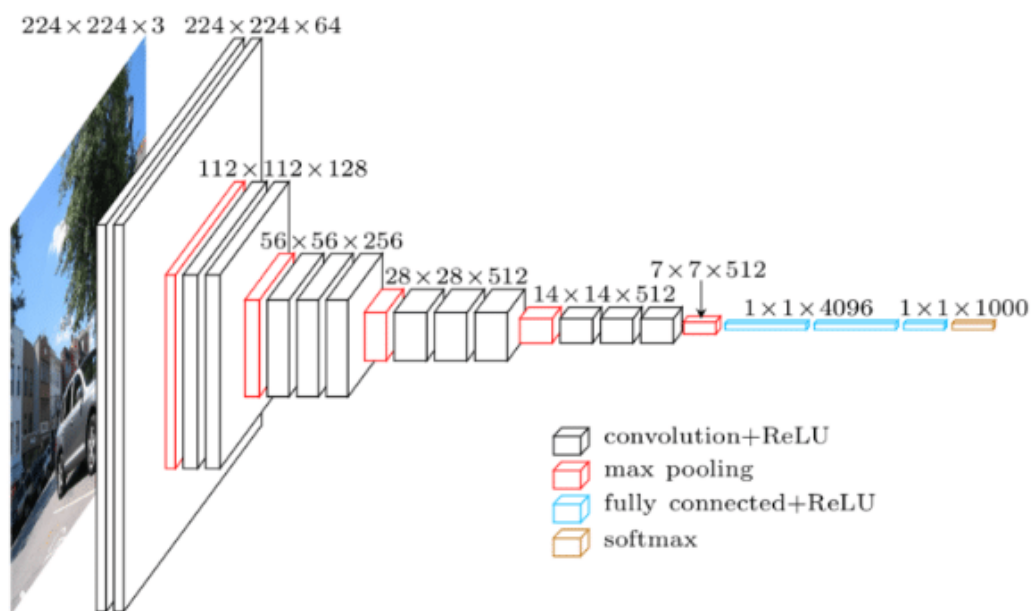 224×224×3
224×224×64
112×112×128
56×56×256
28×28×512
14×14×512
7×7×512
1×1×4096
1×1×1000
convolution+ReLU
max pooling
fully connected+ReLU
softmax